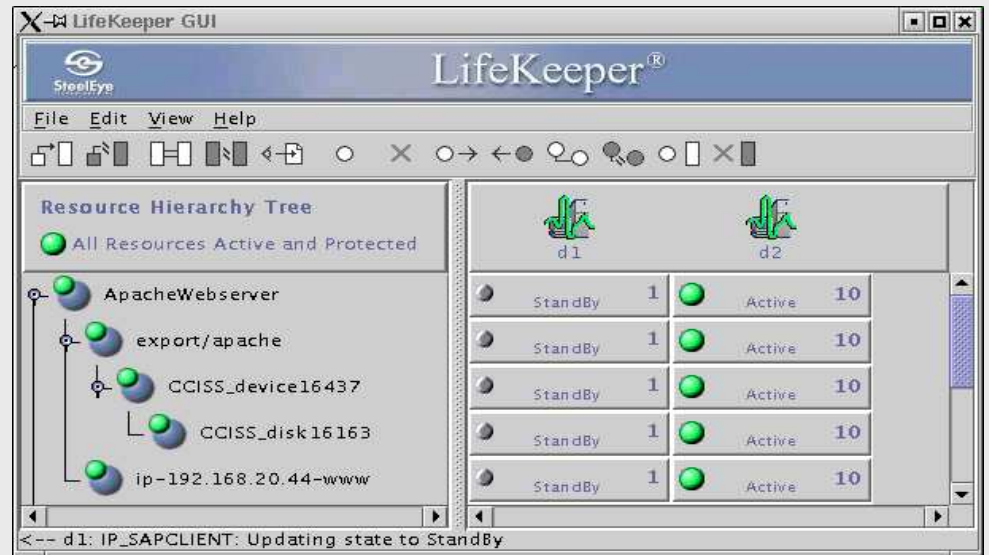 LifeKeeper GUI
SteelEye
LifeKeeper®
File Edit View Help
Resource Hierarchy Tree
All Resources Active and Protected
d1
d2
ApacheWebserver
StandBy 1
Active 10
export/apache
StandBy 1
Active 10
CCISS_device16437
StandBy 1
Active 10
CCISS_disk16163
StandBy 1
Active 10
ip-192.168.20.44-www
StandBy 1
Active 10
<-- d1: IP_SAPCLIENT: Updating state to StandBy